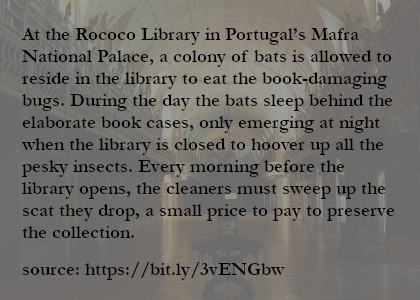 At the Rococo Library in Portugal's Mafra
National Palace, a colony of bats is allowed to
reside in the library to eat the book-damaging
bugs. During the day the bats sleep behind the
elaborate book cases, only emerging at night
when the library is closed to hoover up all the
pesky insects. Every morning before the
library opens, the cleaners must sweep up the
scat they drop, a small price to pay to preserve
the collection.
source: https://bit.ly/3vENGbw